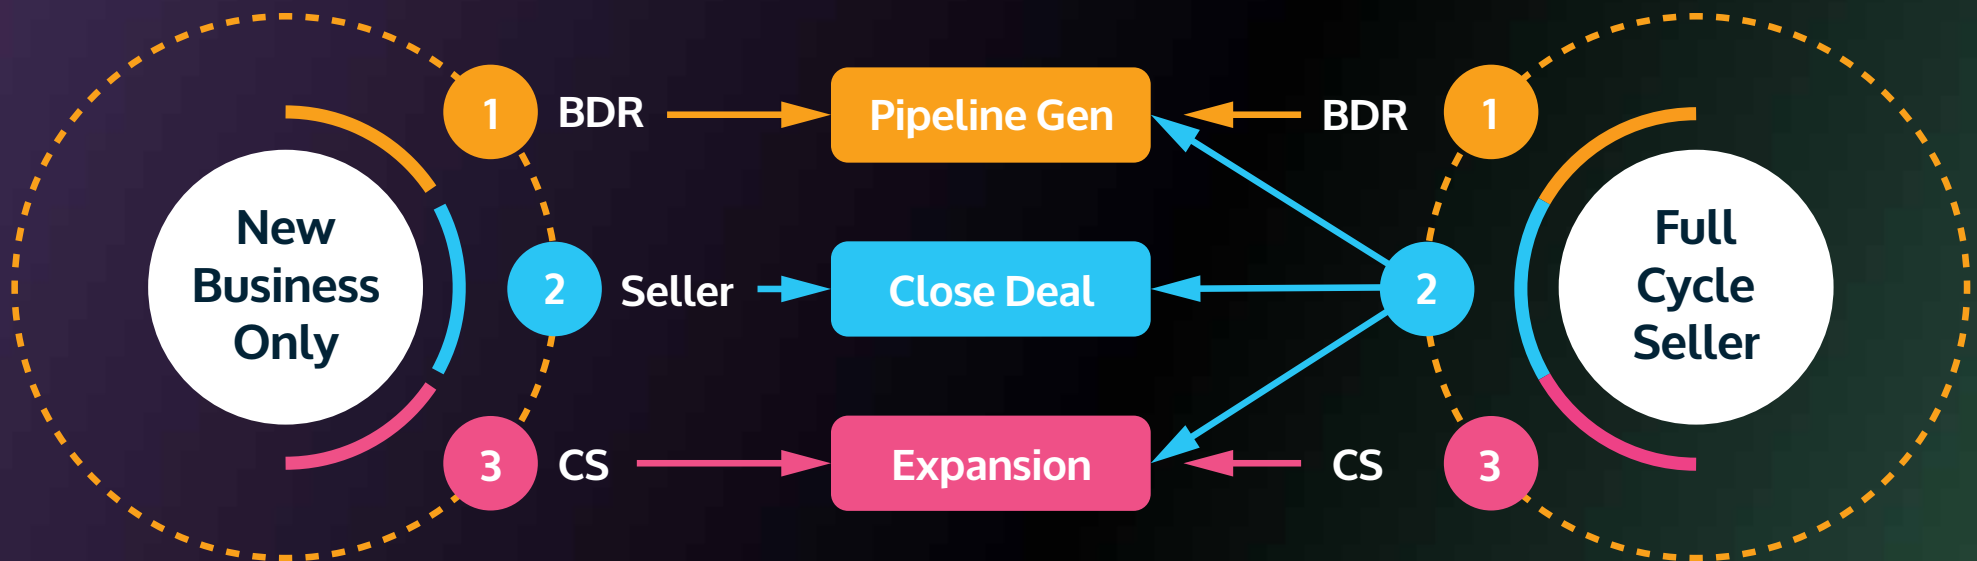 New
Business
Only
1
BDR
Pipeline Gen
BDR
1
2
Seller
Close Deal
2
3
CS
Expansion
CS
3
Full
Cycle
Seller